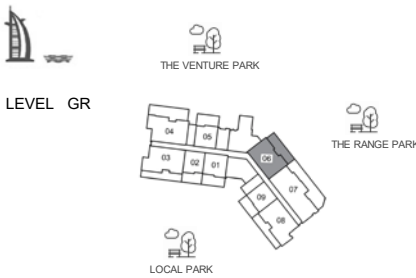 THE VENTURE PARK
LEVEL GR
04
05
06
THE RANGE PARK
03
02
01
07
09
08
LOCAL PARK